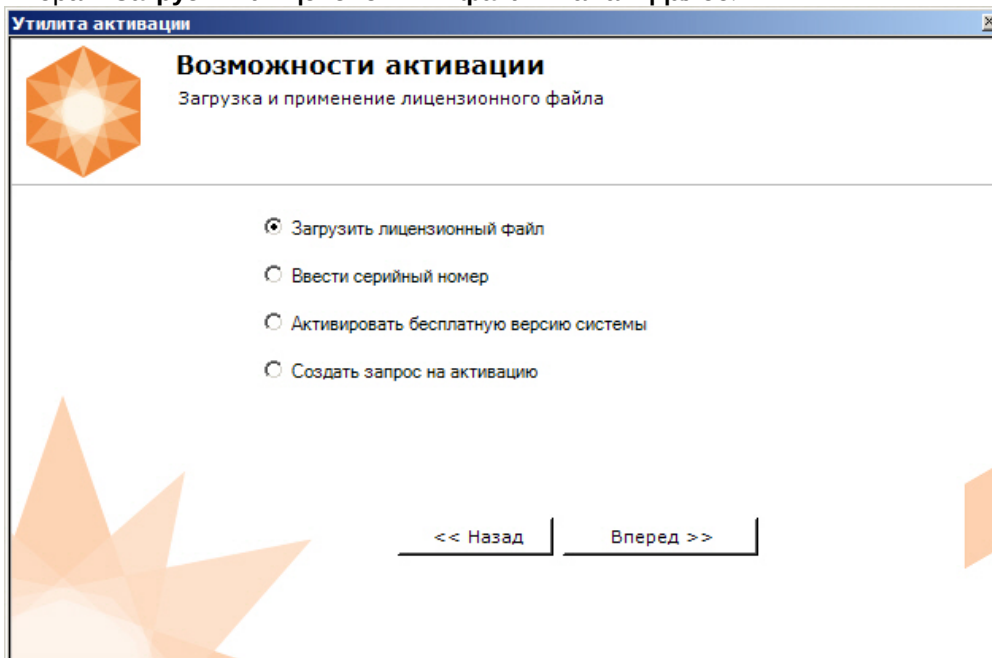 Утилита активации
Возможности активации
Загрузка и применение лицензионного файла
Загрузить лицензионный файл
Ввести серийный номер
Активировать бесплатную версию системы
Создать запрос на активацию
<< Назад
Вперед >>